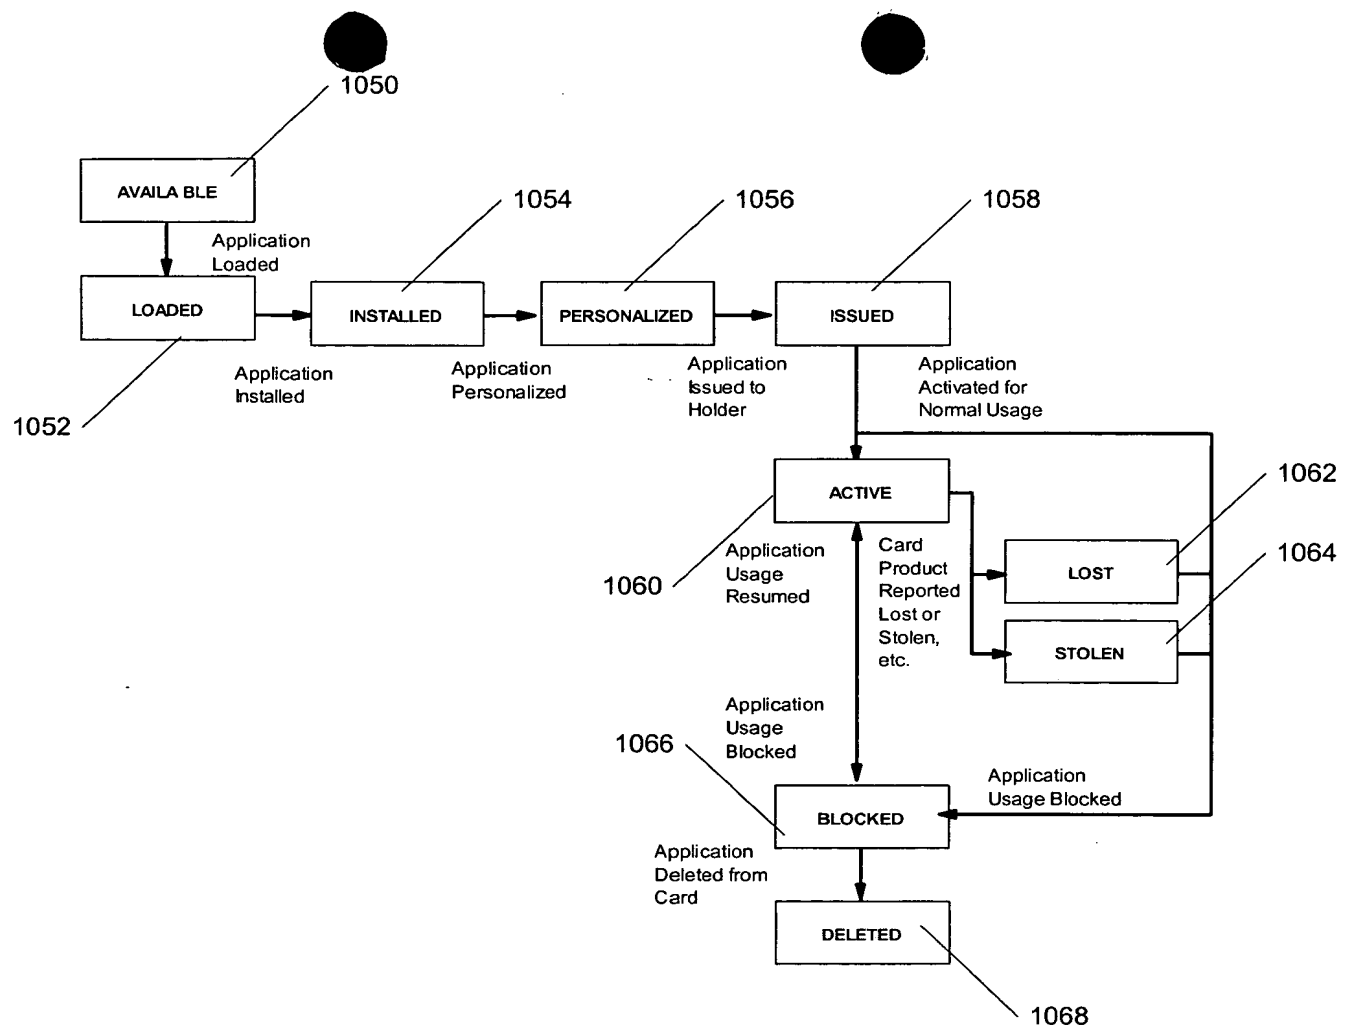 1050
AVAILA BLE
1054
1056
1058
Application
Loaded
LOADED
INSTALLED
PERSONALIZED
ISSUED
Application
Installed
Application
Personalized
Application
Issued to
Holder
Application
Activated for
Normal Usage
1052
ACTIVE
1062
1060
Application
Usage
Resumed
Card
Product
Reported
Lost or
Stolen,
etc.
LOST
1064
STOLEN
Application
Usage
Blocked
1066
Application
Usage Blocked
BLOCKED
Application
Deleted from
Card
DELETED
1068